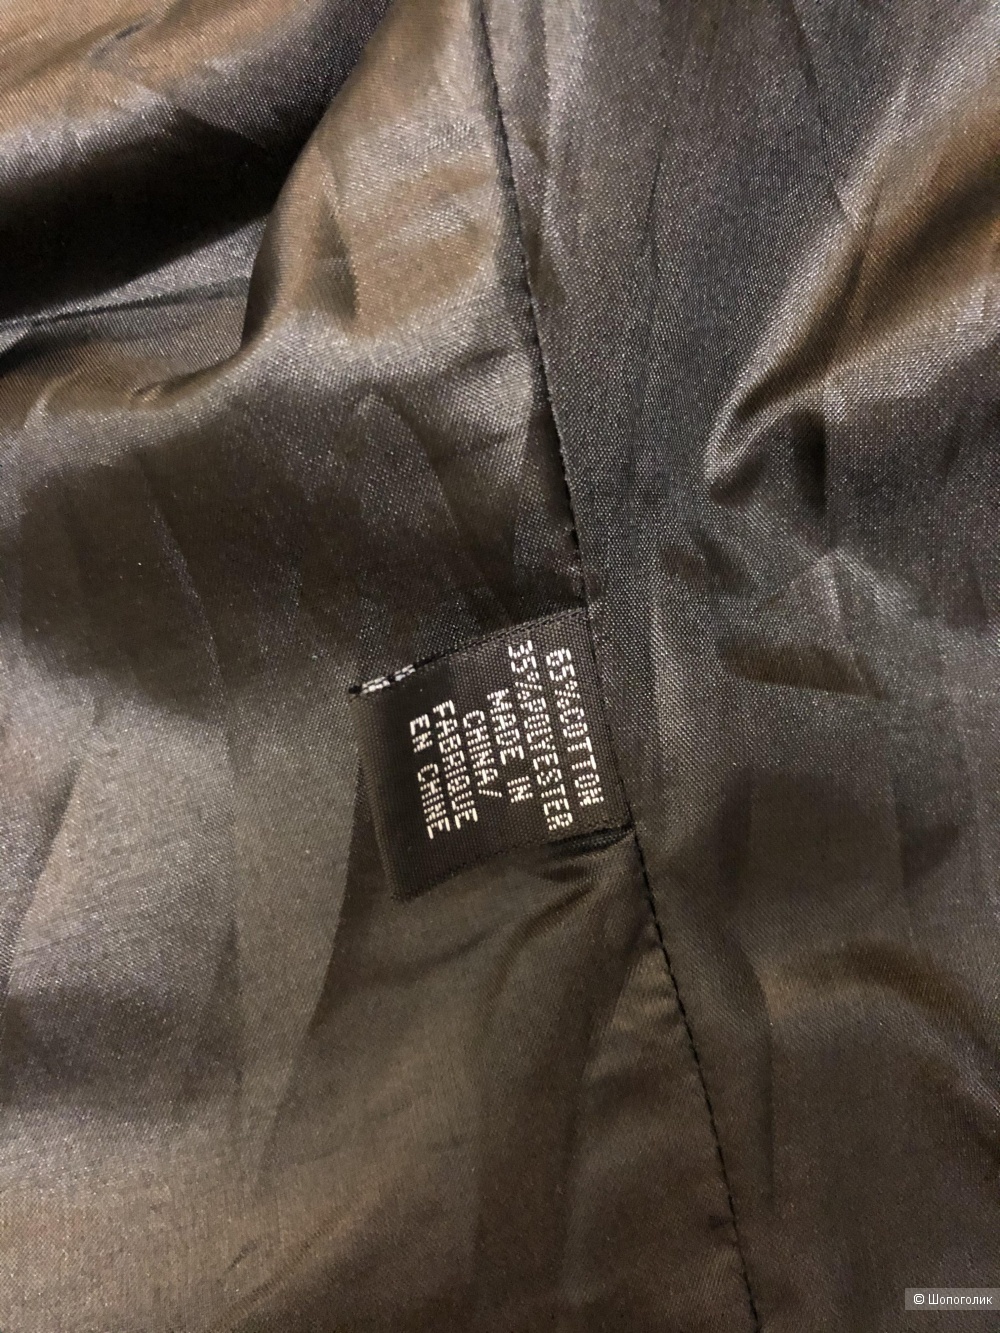 65%COTTON
35%POLYESTER
MADE IN
CHINA/
FABRIQUE
EN CHINE
© Шопоголик